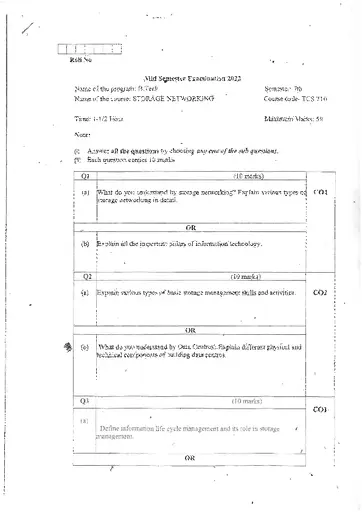 Roll No
Mid Semester Examination 2022
Name of the program: B.Tech Semester: 7th
Name of the course: STORAGE NETWORKING Course code: TCS 710
Time: 1-1/2 Hour Maximum Marks: 50
Note:
(i) Answer all the questions by choosing any one of the sub questions.
(ii) Each question carries 10 marks.
Q1 (10 marks)
(a) What do you understand by storage networking? Explain various types of CO1
storage networking in detail.
OR
(b) Explain all the important pillars of information technology.
Q2 (10 marks)
(a) Explain various types of basic storage management skills and activities. CO2
OR
What do you understand by Data Centres? Explain different physical and
technical components of building data centres.
Q3 (10 marks)
(a) Define information life cycle management and its role in storage
management.
OR